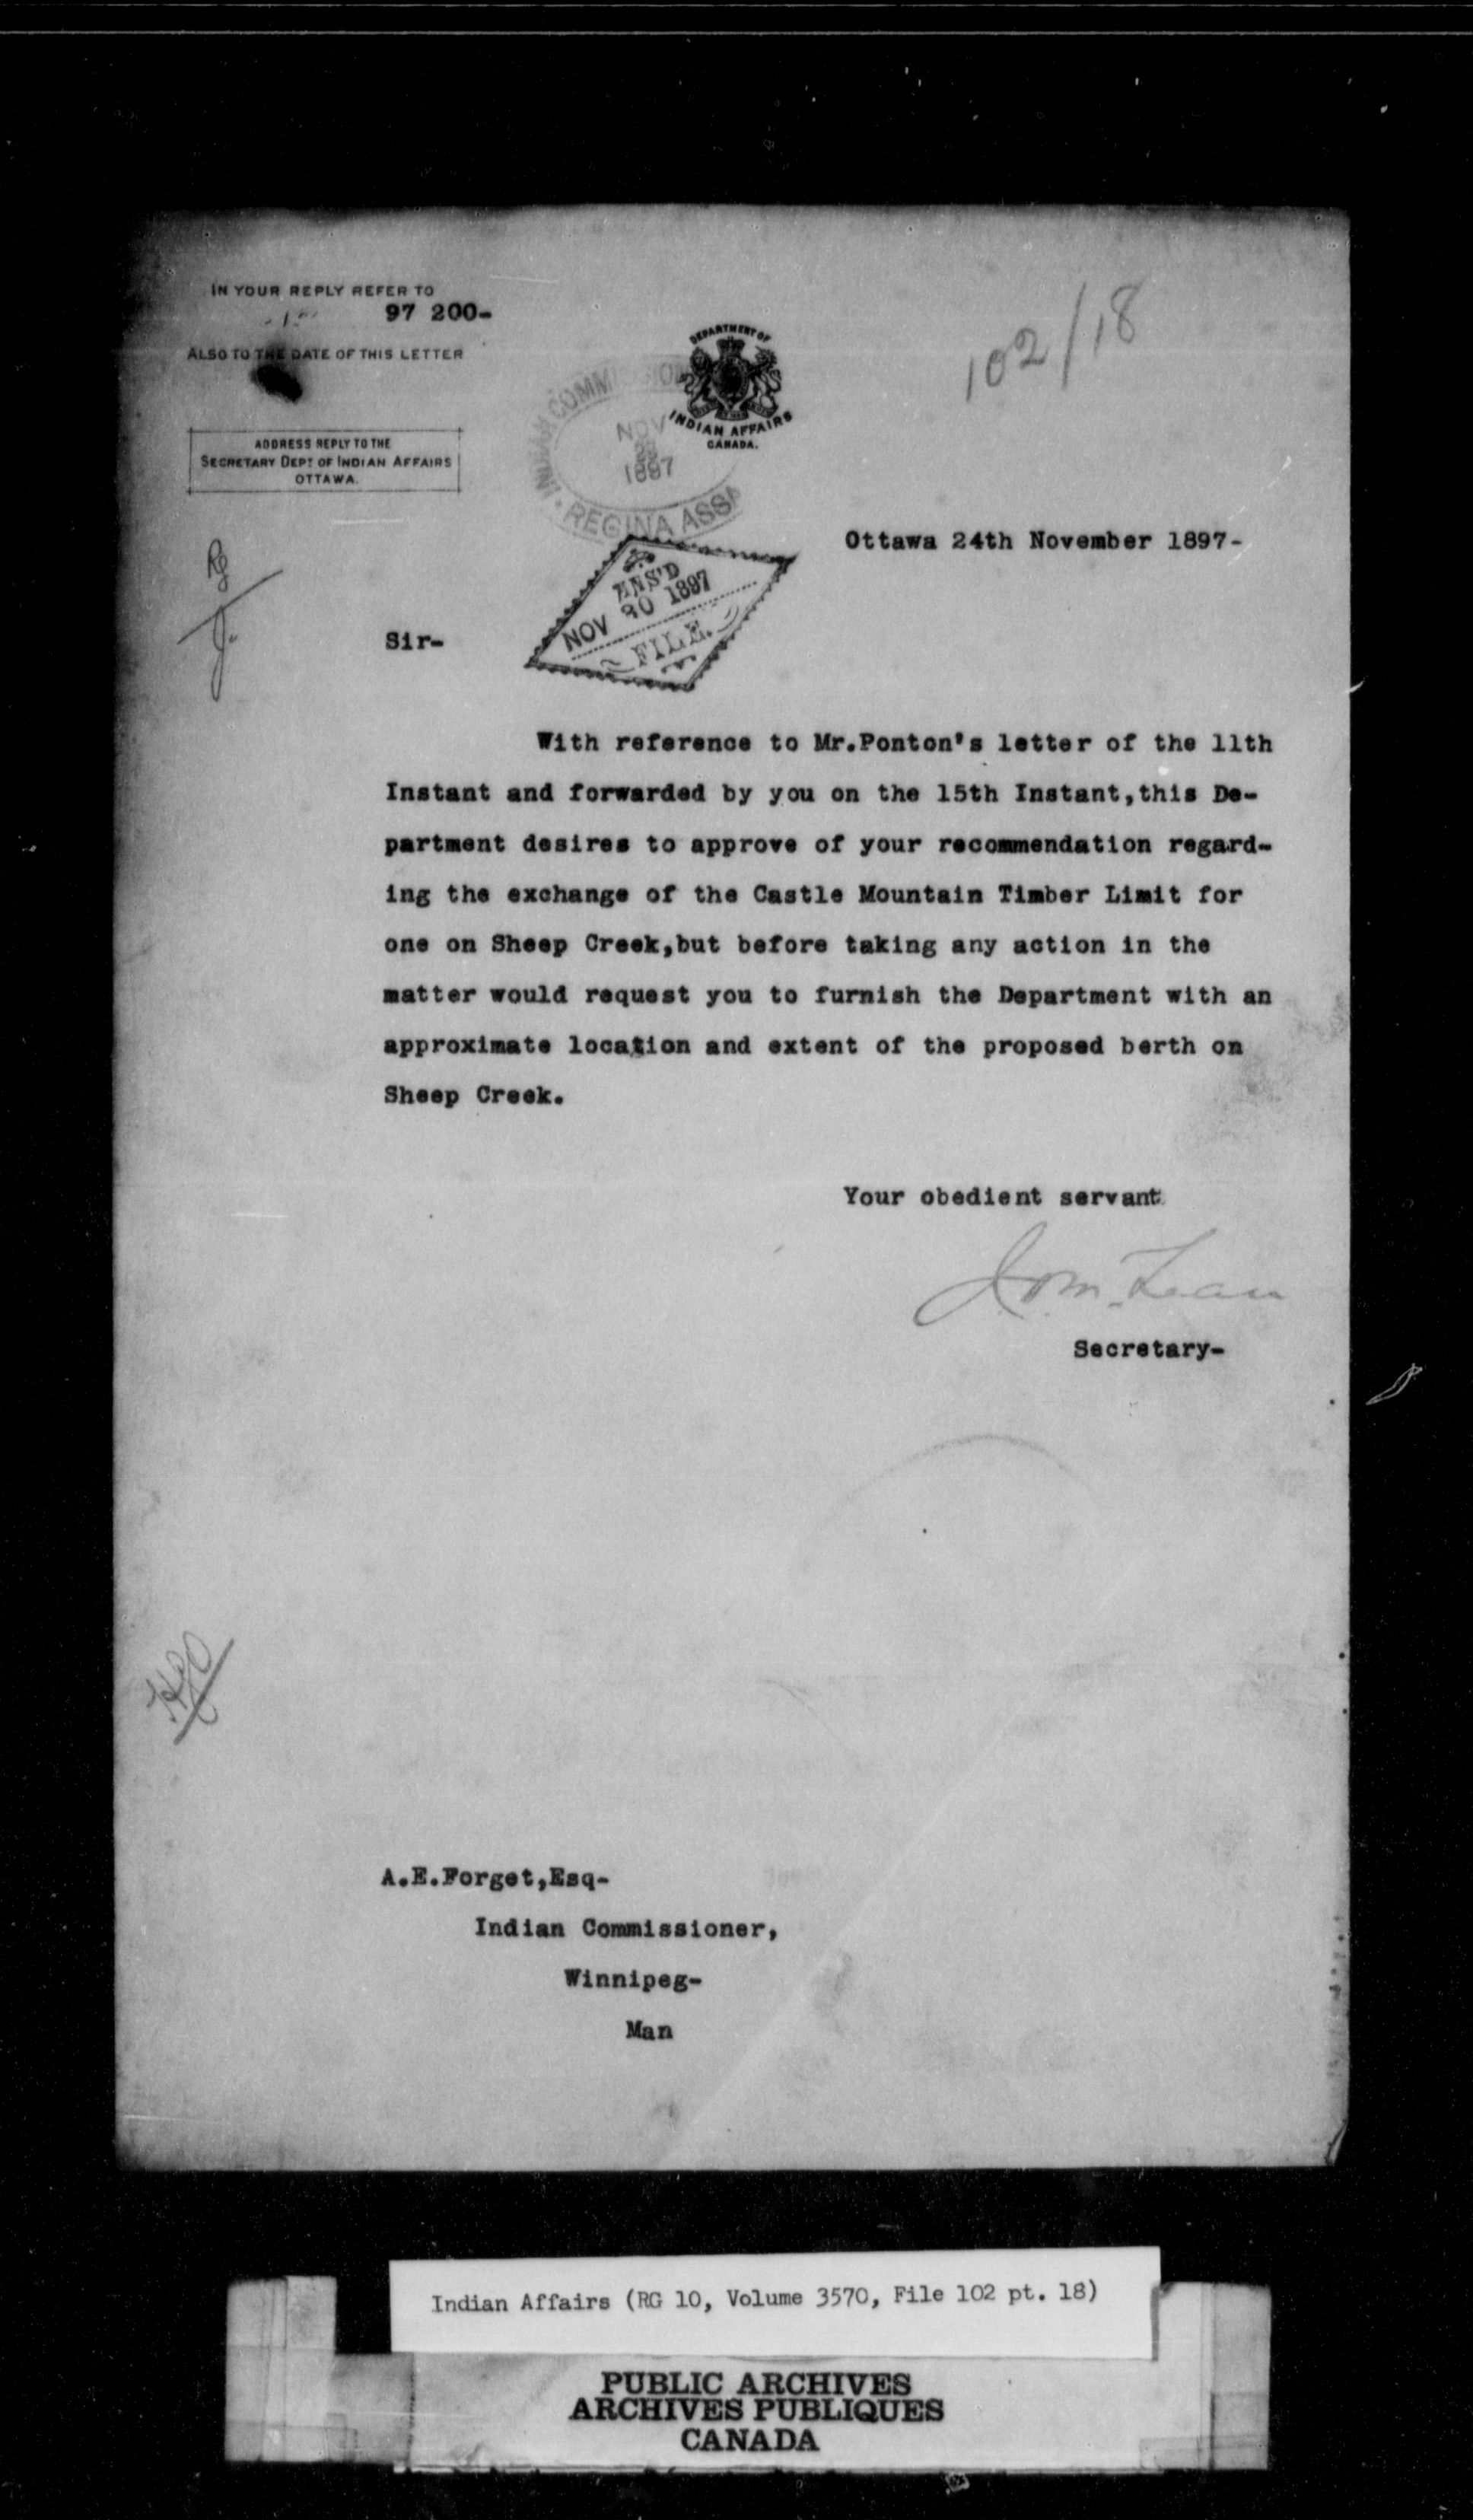 IN YOUR REPLY REFER TO
97 200-
ALSO TO THE DATE OF THIS LETTER
ADDRESS REPLY TO THE
SECRETARY DEPT OF INDIAN AFFAIRS
OTTAWA.
DEPARTMENT OF
INDIAN AFFAIRS
CANADA.
102/18
INDIAN COMM
NOV
1897
REGINA ASSA
Ottawa 24th November 1897-
ANS'D
NOV 30 1897
FILE.
Sir-
With reference to Mr.Ponton's letter of the 11th
Instant and forwarded by you on the 15th Instant,this De-
partment desires to approve of your recommendation regard-
ing the exchange of the Castle Mountain Timber Limit for
one on Sheep Creek,but before taking any action in the
matter would request you to furnish the Department with an
approximate location and extent of the proposed berth on
Sheep Creek.
Your obedient servant
J.D.M.Lean
Secretary-
A.E.Forget,Esq-
Indian Commissioner,
Winnipeg-
Man
Indian Affairs (RG 10, Volume 3570, File 102 pt. 18)
PUBLIC ARCHIVES
ARCHIVES PUBLIQUES
CANADA